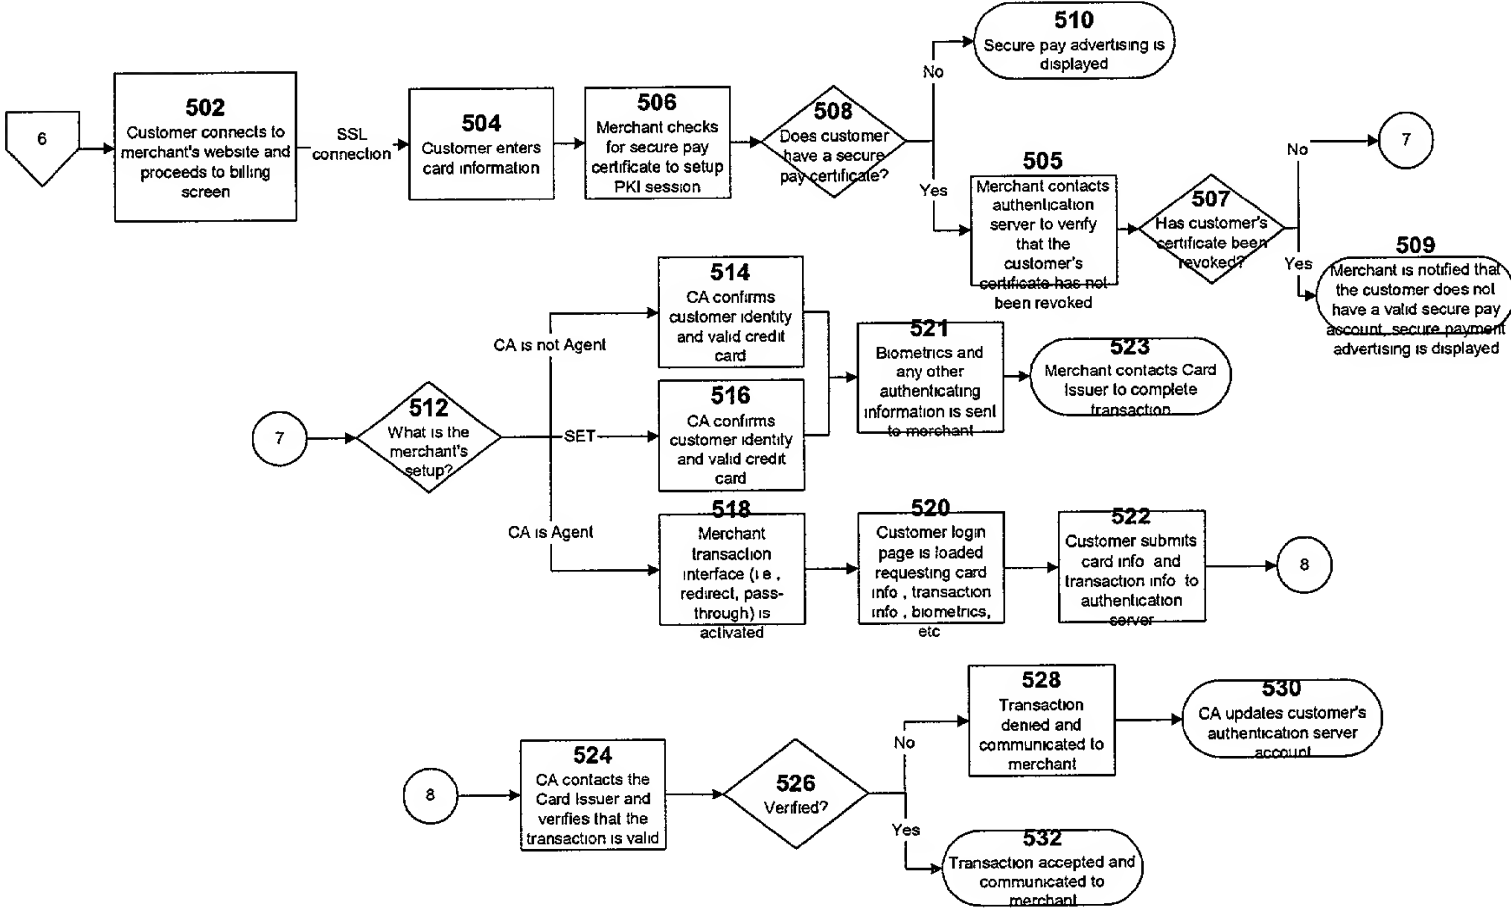 6
502
Customer connects to
merchant's website and
proceeds to billing
screen
SSL
connection
504
Customer enters
card information
506
Merchant checks
for secure pay
certificate to setup
PKI session
508
Does customer
have a secure
pay certificate?
No
510
Secure pay advertising is
displayed
Yes
505
Merchant contacts
authentication
server to verify
that the
customer's
certificate has not
been revoked
507
Has customer's
certificate been
revoked?
No
7
Yes
509
Merchant is notified that
the customer does not
have a valid secure pay
account, secure payment
advertising is displayed
7
512
What is the
merchant's
setup?
CA is not Agent
514
CA confirms
customer identity
and valid credit
card
SET
516
CA confirms
customer identity
and valid credit
card
521
Biometrics and
any other
authenticating
information is sent
to merchant
523
Merchant contacts Card
Issuer to complete
transaction
CA is Agent
518
Merchant
transaction
interface (i e ,
redirect, pass-
through) is
activated
520
Customer login
page is loaded
requesting card
info , transaction
info , biometrics,
etc
522
Customer submits
card info and
transaction info to
authentication
server
8
8
524
CA contacts the
Card Issuer and
verifies that the
transaction is valid
526
Verified?
No
528
Transaction
denied and
communicated to
merchant
530
CA updates customer's
authentication server
account
Yes
532
Transaction accepted and
communicated to
merchant